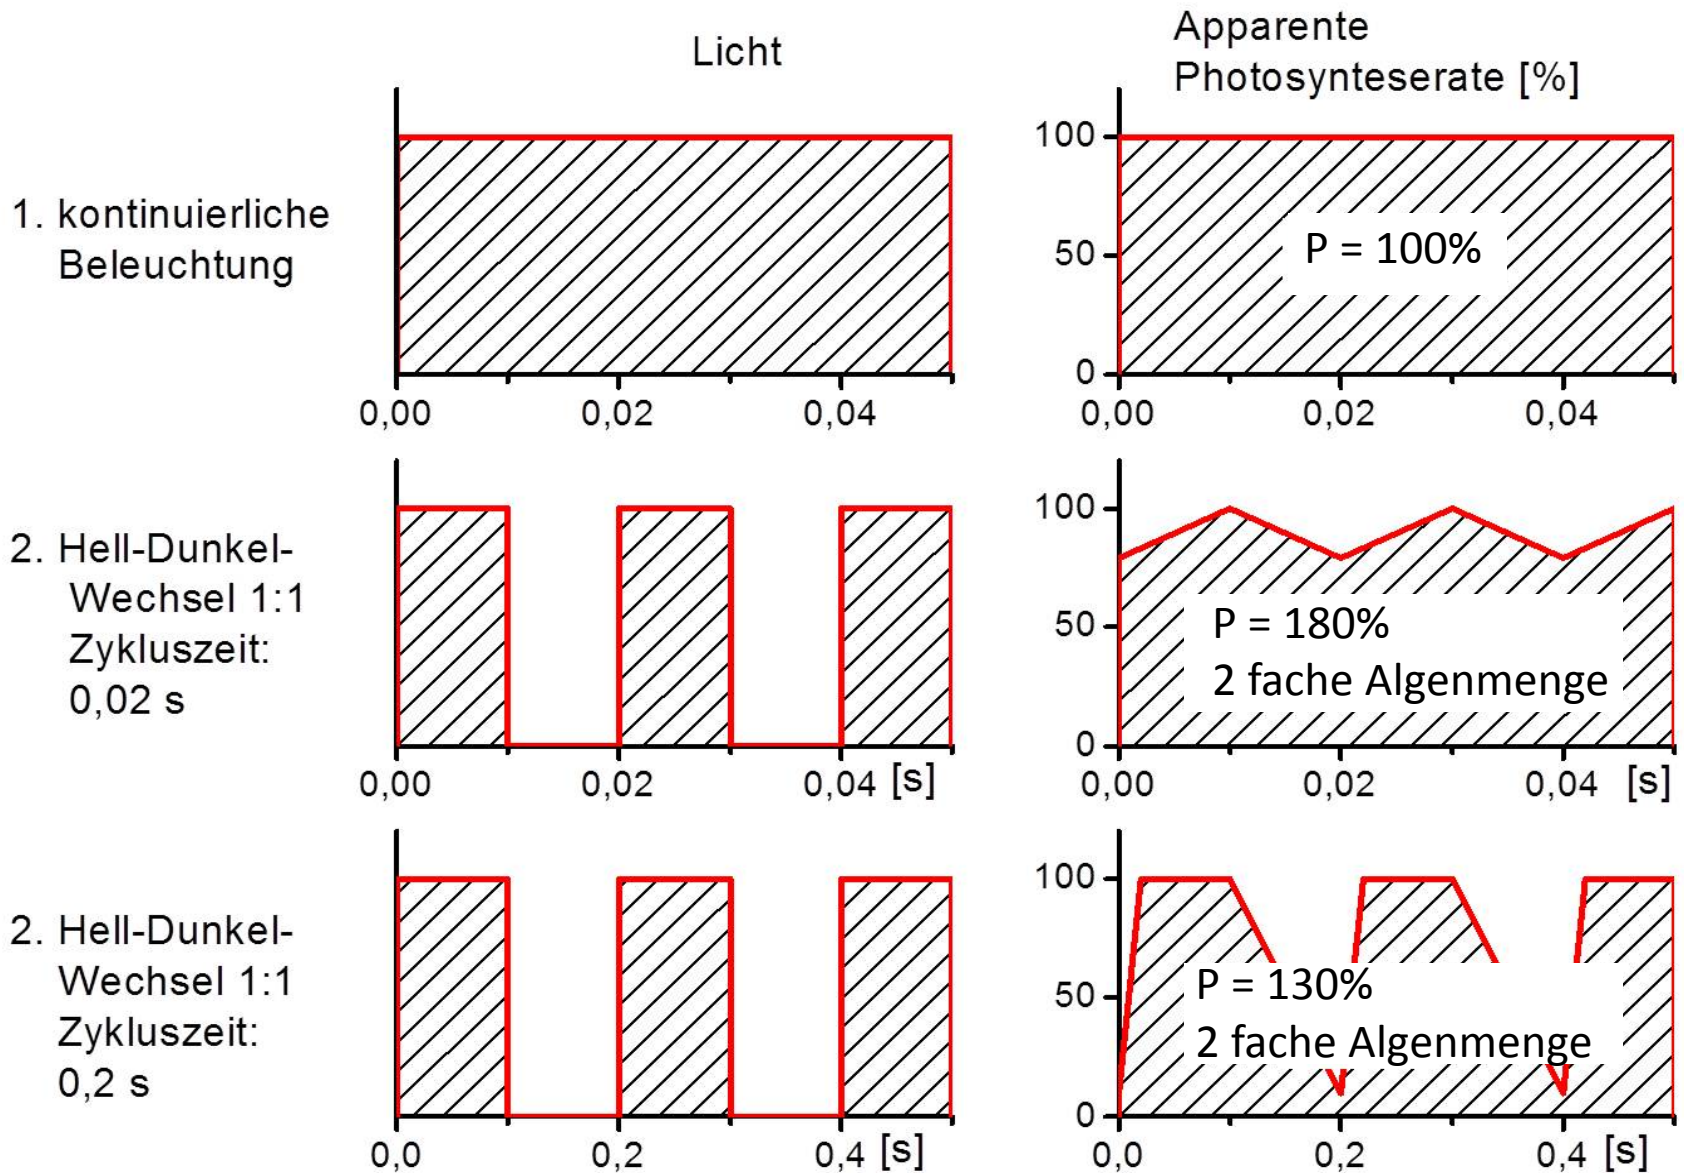 Licht
Apparente
Photosynteserate [%]
1. kontinuierliche
Beleuchtung
0,00 0,02 0,04
100
50
0
P = 100%
0,00 0,02 0,04
2. Hell-Dunkel-
Wechsel 1:1
Zykluszeit:
0,02 s
0,00 0,02 0,04 [s]
100
50
0
P = 180%
2 fache Algenmenge
0,00 0,02 0,04 [s]
2. Hell-Dunkel-
Wechsel 1:1
Zykluszeit:
0,2 s
0,0 0,2 0,4 [s]
100
50
0
P = 130%
2 fache Algenmenge
0,0 0,2 0,4 [s]